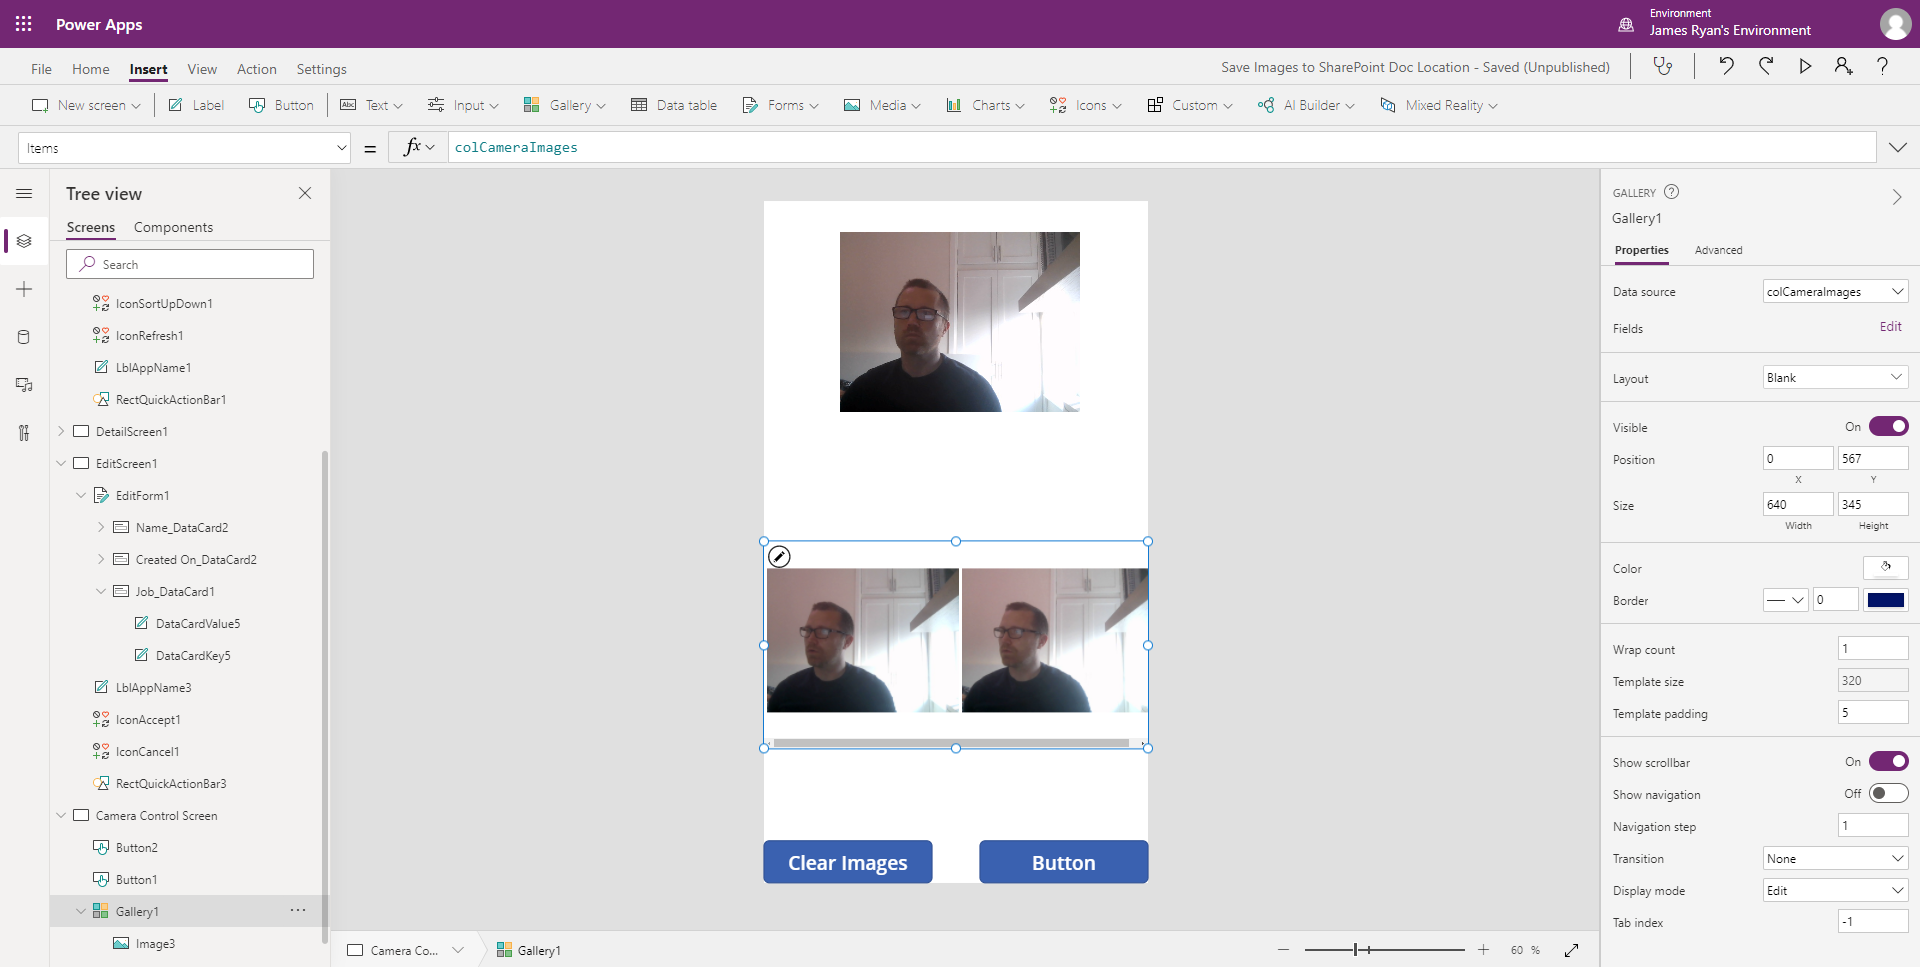 Power Apps
Environment
James Ryan's Environment
File Home Insert View Action Settings
Save Images to SharePoint Doc Location - Saved (Unpublished)
New screen Label Button Text Input Gallery Data table Forms Media Charts Icons Custom AI Builder Mixed Reality
Items = fx colCameraImages
Tree view
Screens Components
Search
IconSortUpDown1
IconRefresh1
LblAppName1
RectQuickActionBar1
DetailScreen1
EditScreen1
EditForm1
Name_DataCard2
Created On_DataCard2
Job_DataCard1
DataCardValue5
DataCardKey5
LblAppName3
IconAccept1
IconCancel1
RectQuickActionBar3
Camera Control Screen
Button2
Button1
Gallery1
Image3
Clear Images Button
Camera Co... Gallery1
60 %
GALLERY ?
Gallery1
Properties Advanced
Data source colCameraImages
Fields Edit
Layout Blank
Visible On
Position 0 567
X Y
Size 640 345
Width Height
Color
Border 0
Wrap count 1
Template size 320
Template padding 5
Show scrollbar On
Show navigation Off
Navigation step 1
Transition None
Display mode Edit
Tab index -1